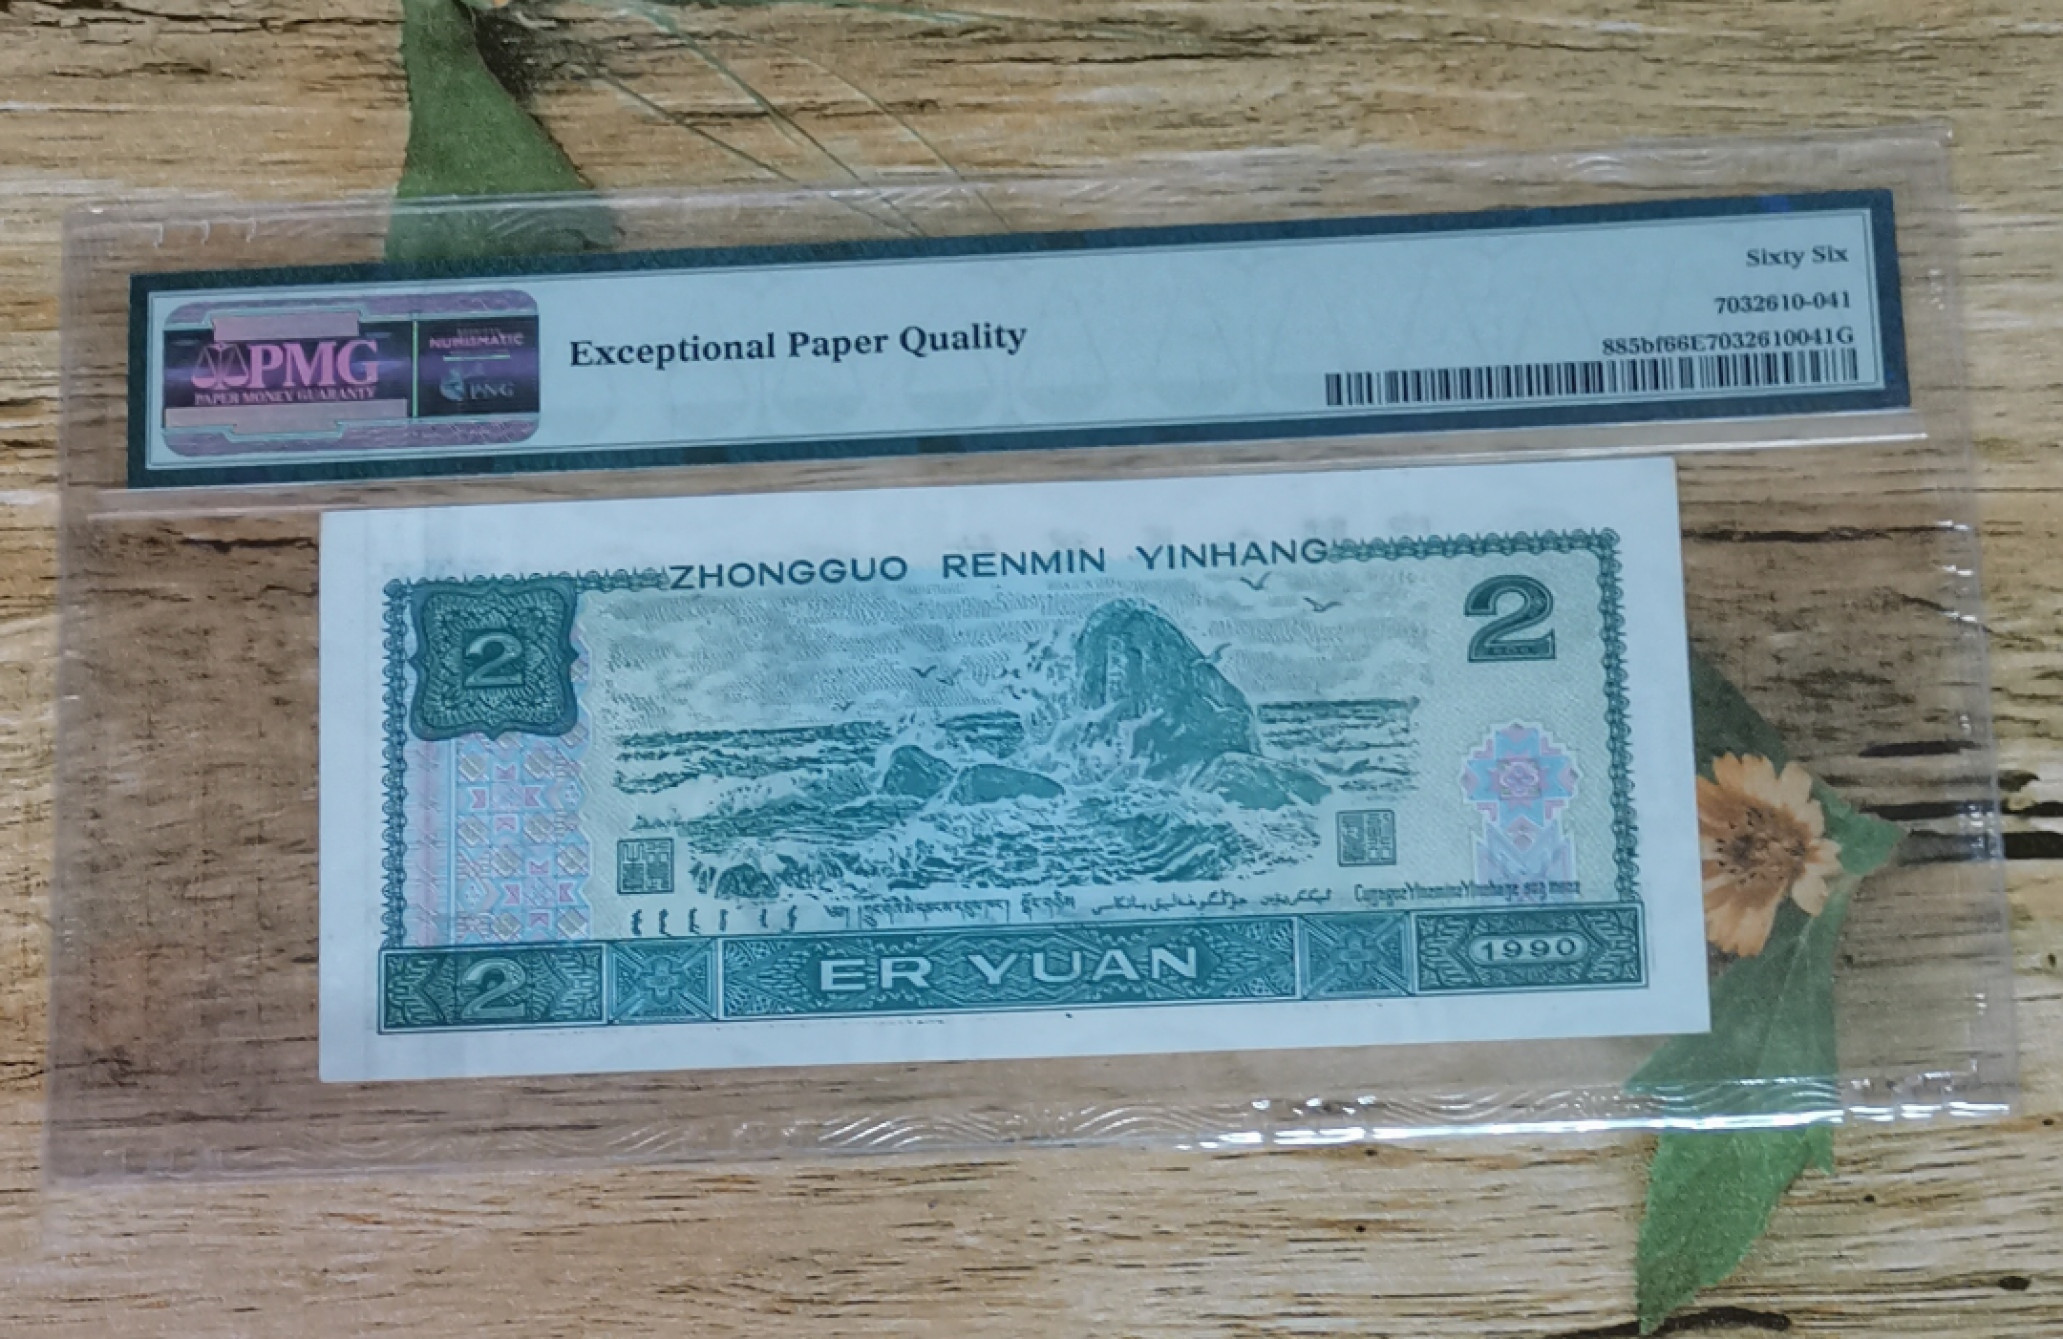 Sixty Six
7032610-041
885bf66E7032610041G
PMG
PAPER MONEY GUARANTY
NUMISMATIC
PNG
Exceptional Paper Quality
ZHONGGUO RENMIN YINHANG
2
2
2
ER YUAN
1990